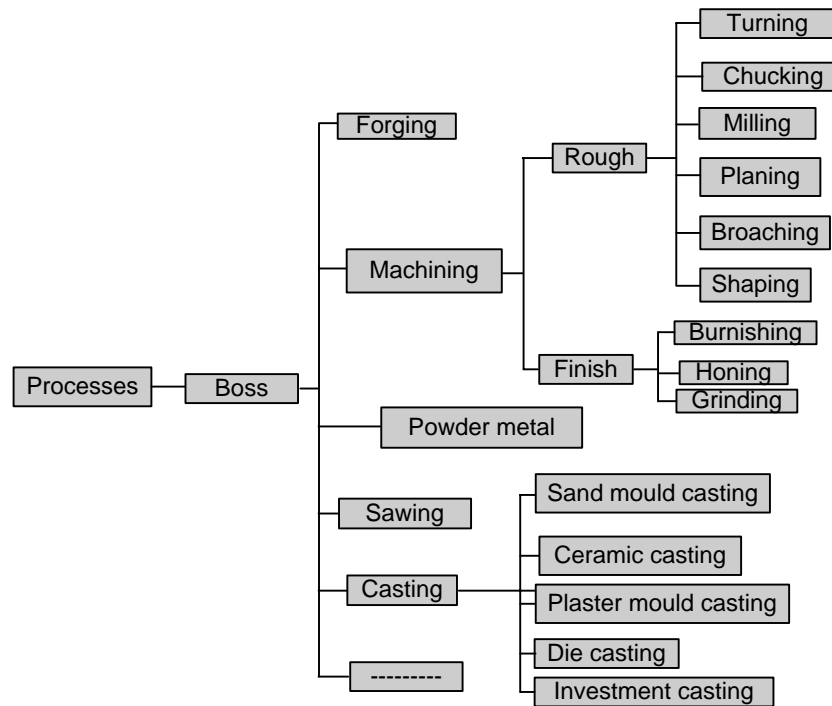 Processes
Boss
Forging
Machining
Powder metal
Sawing
Casting
---------
Rough
Finish
Turning
Chucking
Milling
Planing
Broaching
Shaping
Burnishing
Honing
Grinding
Sand mould casting
Ceramic casting
Plaster mould casting
Die casting
Investment casting